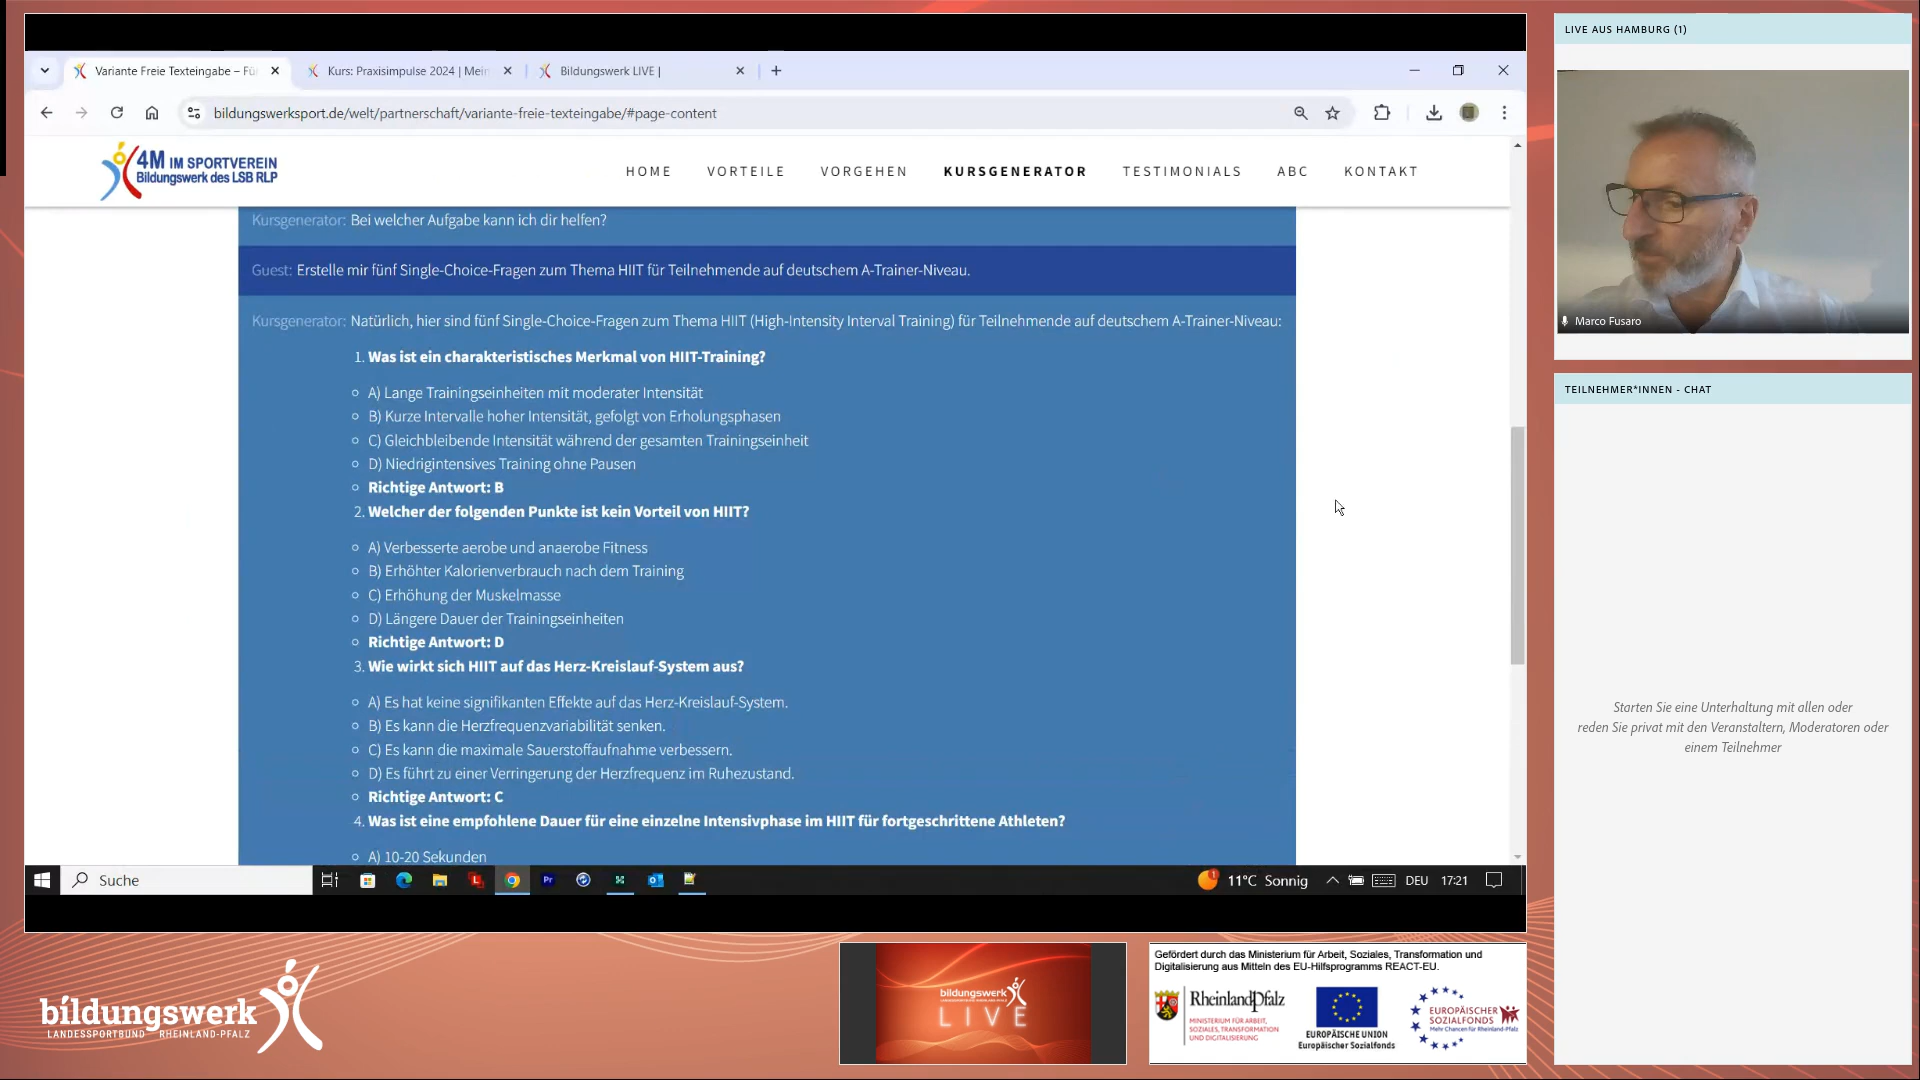 Variante Freie Texteingabe – Fü
Kurs: Praxisimpulse 2024 | Mein
Bildungswerk LIVE |
bildungswerksport.de/welt/partnerschaft/variante-freie-texteingabe/#page-content
4M IM SPORTVEREIN
Bildungswerk des LSB RLP
HOME
VORTEILE
VORGEHEN
KURSGENERATOR
TESTIMONIALS
ABC
KONTAKT
Kursgenerator: Bei welcher Aufgabe kann ich dir helfen?
Guest: Erstelle mir fünf Single-Choice-Fragen zum Thema HIIT für Teilnehmende auf deutschem A-Trainer-Niveau.
Kursgenerator: Natürlich, hier sind fünf Single-Choice-Fragen zum Thema HIIT (High-Intensity Interval Training) für Teilnehmende auf deutschem A-Trainer-Niveau:
1. Was ist ein charakteristisches Merkmal von HIIT-Training?
A) Lange Trainingseinheiten mit moderater Intensität
B) Kurze Intervalle hoher Intensität, gefolgt von Erholungsphasen
C) Gleichbleibende Intensität während der gesamten Trainingseinheit
D) Niedrigintensives Training ohne Pausen
Richtige Antwort: B
2. Welcher der folgenden Punkte ist kein Vorteil von HIIT?
A) Verbesserte aerobe und anaerobe Fitness
B) Erhöhter Kalorienverbrauch nach dem Training
C) Erhöhung der Muskelmasse
D) Längere Dauer der Trainingseinheiten
Richtige Antwort: D
3. Wie wirkt sich HIIT auf das Herz-Kreislauf-System aus?
A) Es hat keine signifikanten Effekte auf das Herz-Kreislauf-System.
B) Es kann die Herzfrequenzvariabilität senken.
C) Es kann die maximale Sauerstoffaufnahme verbessern.
D) Es führt zu einer Verringerung der Herzfrequenz im Ruhezustand.
Richtige Antwort: C
4. Was ist eine empfohlene Dauer für eine einzelne Intensivphase im HIIT für fortgeschrittene Athleten?
A) 10-20 Sekunden
Suche
Pr
1
11°C Sonnig
DEU
17:21
LIVE AUS HAMBURG (1)
Marco Fusaro
TEILNEHMER*INNEN - CHAT
Starten Sie eine Unterhaltung mit allen oder
reden Sie privat mit den Veranstaltern, Moderatoren oder
einem Teilnehmer
bildungswerk
LANDESSPORTBUND RHEINLAND-PFALZ
bildungswerk
LIVE
Gefördert durch das Ministerium für Arbeit, Soziales, Transformation und
Digitalisierung aus Mitteln des EU-Hilfsprogramms REACT-EU.
RheinlandPfalz
MINISTERIUM FÜR ARBEIT,
SOZIALES, TRANSFORMATION
UND DIGITALISIERUNG
EUROPÄISCHE UNION
Europäischer Sozialfonds
EUROPÄISCHER
SOZIALFONDS
Mehr Chancen für Rheinland-Pfalz